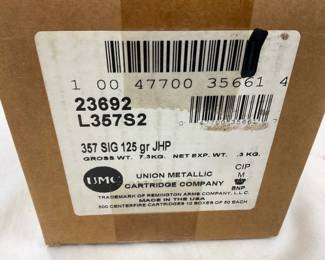 1 00 47700 35661 4
23692
L357S2
357 SIG 125 gr JHP
GROSS WT. 7.3KG. NET EXP. WT. .3 KG.
UMC
UNION METALLIC
CARTRIDGE COMPANY
CIP
M
BNP
TRADEMARK OF REMINGTON ARMS COMPANY, L.L.C.
MADE IN THE USA
500 CENTERFIRE CARTRIDGES 10 BOXES OF 50 EACH